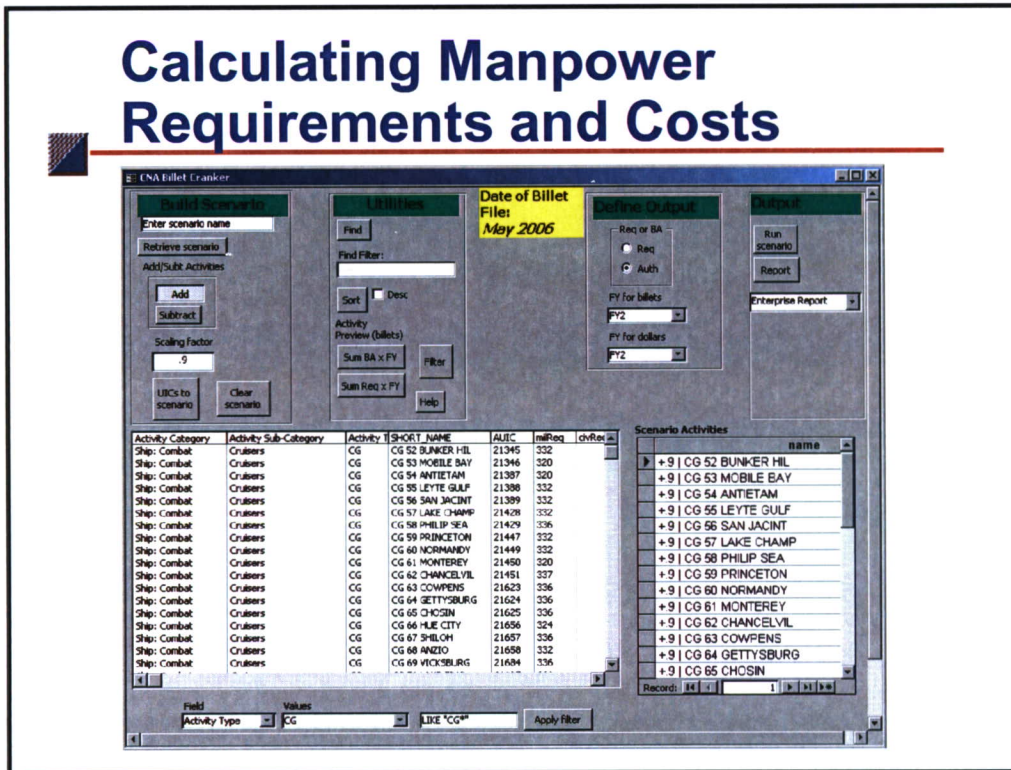 Calculating Manpower
Requirements and Costs
CNA Billet Cranker
Build Scenario
Enter scenario name
Retrieve scenario
Add/Subt Activities
Add
Subtract
Scaling factor
.9
UICs to
scenario
Clear
scenario
Utilities
Find
Find Filter:
Sort
Desc
Activity
Preview (billets)
Sum BA x FY
Filter
Sum Req x FY
Help
Date of Billet
File:
May 2006
Define Output
Req or BA
Req
Auth
FY for billets
FY2
FY for dollars
FY2
Output
Run
scenario
Report
Enterprise Report
Activity Category Activity Sub-Category Activity T SHORT_NAME AUIC milReq civRec
Ship: Combat Cruisers CG CG 52 BUNKER HIL 21345 332
Ship: Combat Cruisers CG CG 53 MOBILE BAY 21346 320
Ship: Combat Cruisers CG CG 54 ANTIETAM 21387 320
Ship: Combat Cruisers CG CG 55 LEYTE GULF 21388 332
Ship: Combat Cruisers CG CG 56 SAN JACINT 21389 332
Ship: Combat Cruisers CG CG 57 LAKE CHAMP 21428 332
Ship: Combat Cruisers CG CG 58 PHILIP SEA 21429 336
Ship: Combat Cruisers CG CG 59 PRINCETON 21447 332
Ship: Combat Cruisers CG CG 60 NORMANDY 21449 332
Ship: Combat Cruisers CG CG 61 MONTEREY 21450 320
Ship: Combat Cruisers CG CG 62 CHANCELVIL 21451 337
Ship: Combat Cruisers CG CG 63 COWPENS 21623 336
Ship: Combat Cruisers CG CG 64 GETTYSBURG 21624 336
Ship: Combat Cruisers CG CG 65 CHOSIN 21625 336
Ship: Combat Cruisers CG CG 66 HUE CITY 21656 324
Ship: Combat Cruisers CG CG 67 SHILOH 21657 336
Ship: Combat Cruisers CG CG 68 ANZIO 21658 332
Ship: Combat Cruisers CG CG 69 VICKSBURG 21684 336
Scenario Activities
name
+.9 | CG 52 BUNKER HIL
+.9 | CG 53 MOBILE BAY
+.9 | CG 54 ANTIETAM
+.9 | CG 55 LEYTE GULF
+.9 | CG 56 SAN JACINT
+.9 | CG 57 LAKE CHAMP
+.9 | CG 58 PHILIP SEA
+.9 | CG 59 PRINCETON
+.9 | CG 60 NORMANDY
+.9 | CG 61 MONTEREY
+.9 | CG 62 CHANCELVIL
+.9 | CG 63 COWPENS
+.9 | CG 64 GETTYSBURG
+.9 | CG 65 CHOSIN
Record: 1
Field
Activity Type
Values
CG
LIKE "CG*"
Apply filter